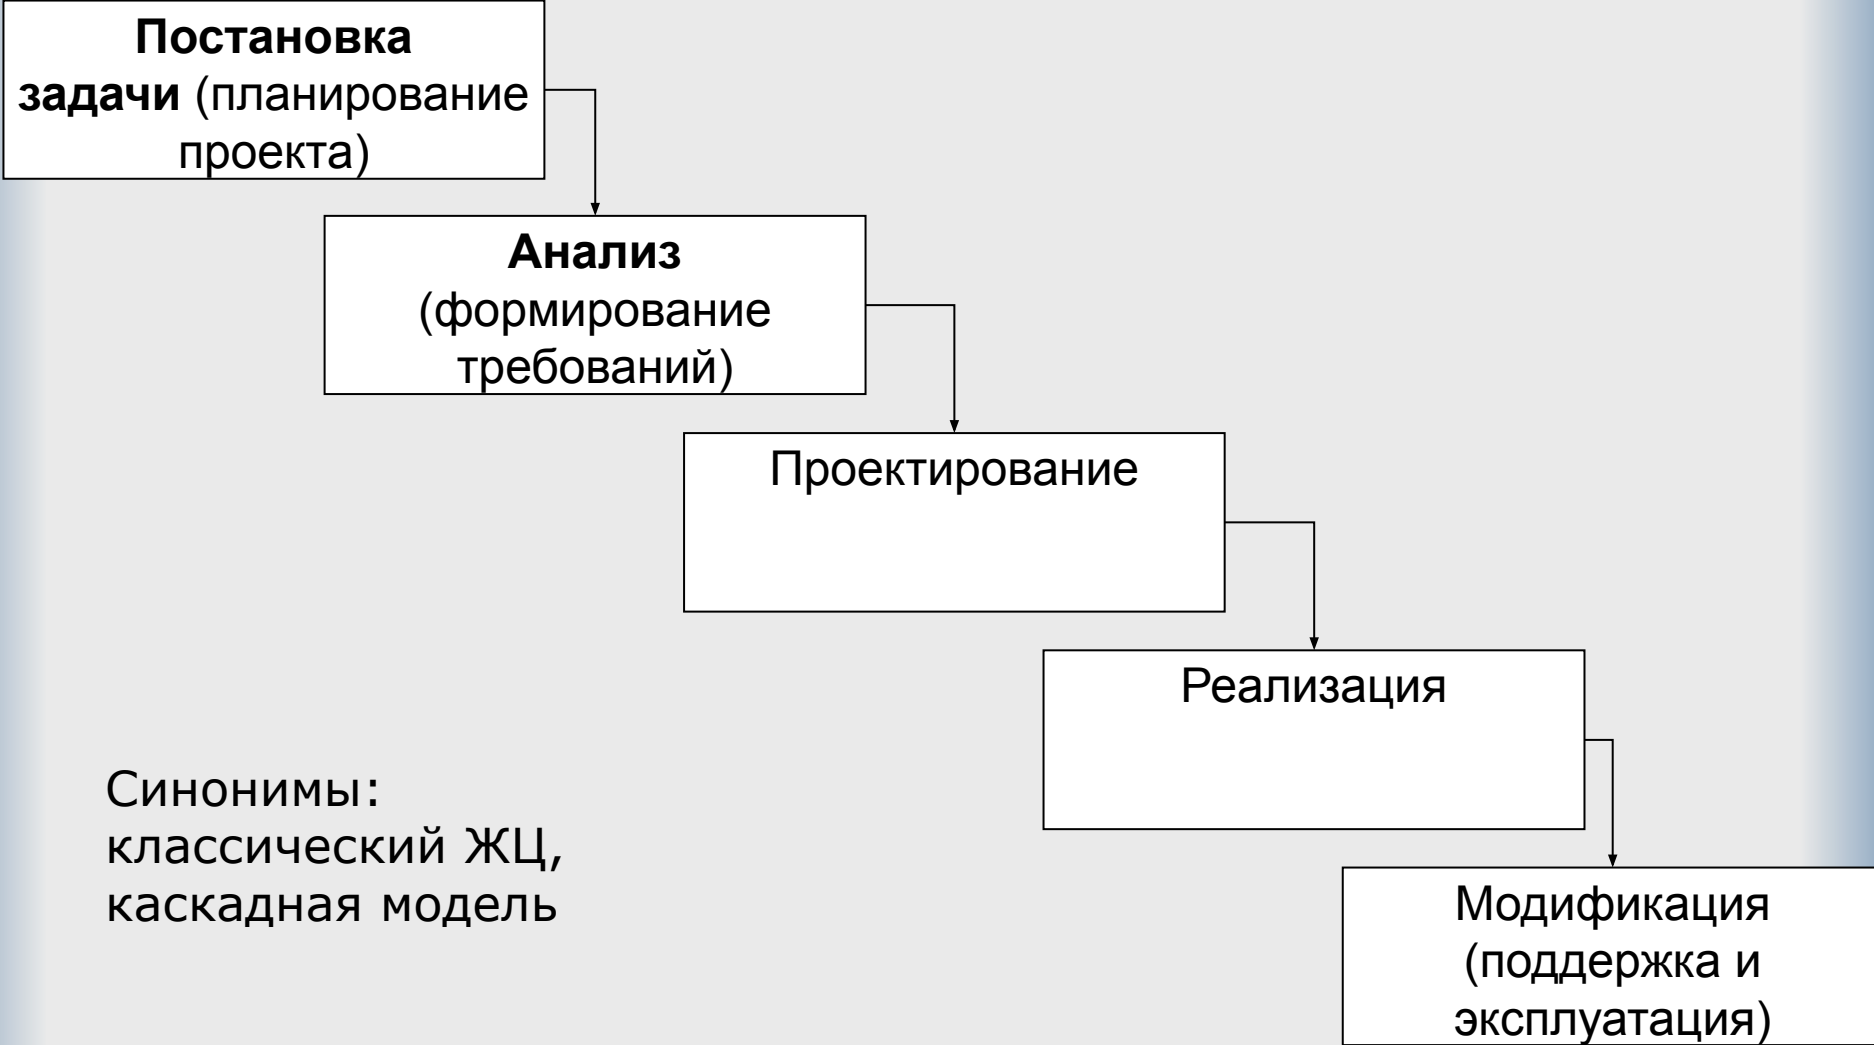 Постановка
задачи (планирование
проекта)
Анализ
(формирование
требований)
Проектирование
Реализация
Синонимы:
классический ЖЦ,
каскадная модель
Модификация
(поддержка и
эксплуатация)